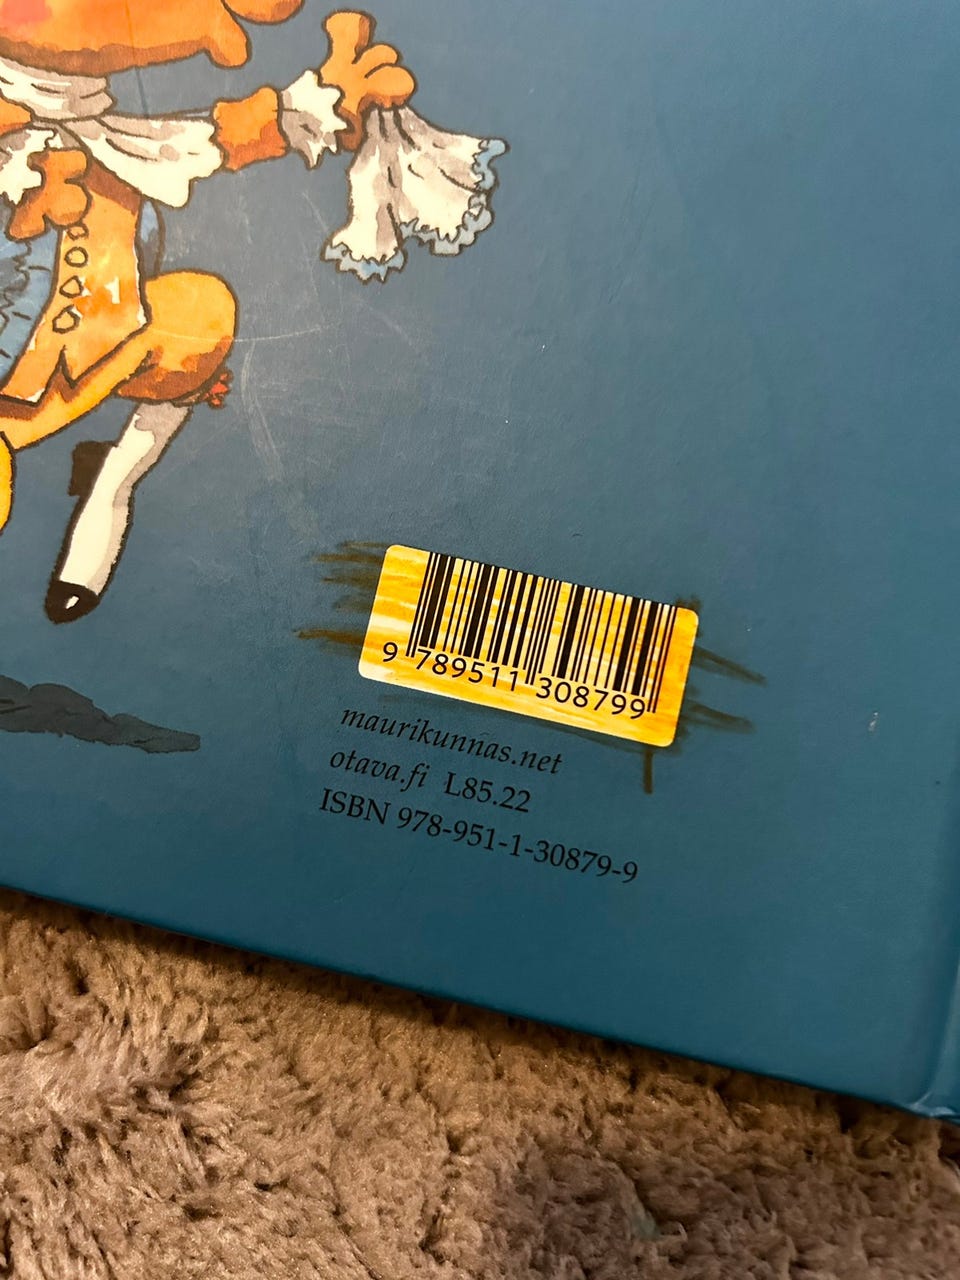 9 789511 308799
maurikunnas.net
otava.fi L85.22
ISBN 978-951-1-30879-9